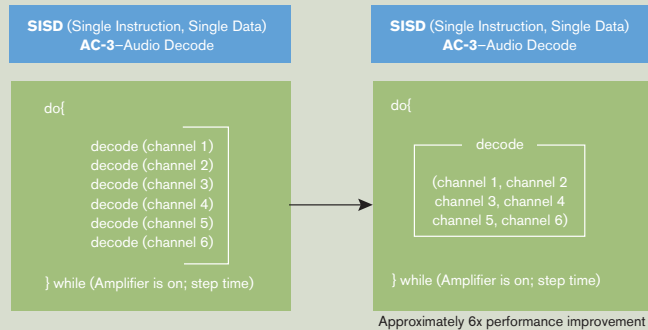 SISD (Single Instruction, Single Data)
AC-3–Audio Decode
do{
decode (channel 1)
decode (channel 2)
decode (channel 3)
decode (channel 4)
decode (channel 5)
decode (channel 6)
} while (Amplifier is on; step time)
SISD (Single Instruction, Single Data)
AC-3–Audio Decode
do{
decode
(channel 1, channel 2
channel 3, channel 4
channel 5, channel 6)
} while (Amplifier is on; step time)
Approximately 6x performance improvement